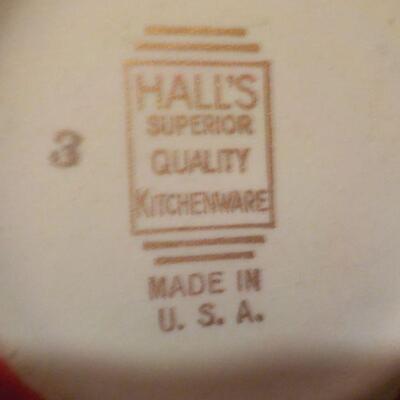 HALL'S
SUPERIOR
QUALITY
KITCHENWARE
3
MADE IN
U. S. A.